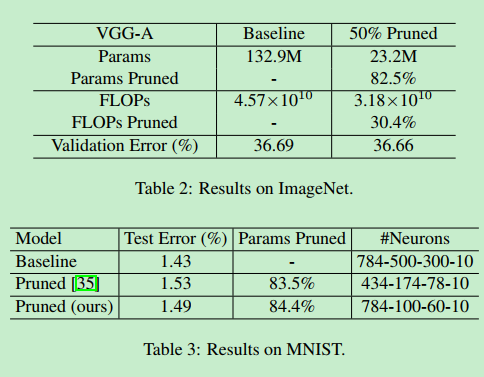 VGG-A Baseline 50% Pruned
Params 132.9M 23.2M
Params Pruned - 82.5%
FLOPs 4.57×10^10 3.18×10^10
FLOPs Pruned - 30.4%
Validation Error (%) 36.69 36.66
Table 2: Results on ImageNet.
Model Test Error (%) Params Pruned #Neurons
Baseline 1.43 - 784-500-300-10
Pruned [35] 1.53 83.5% 434-174-78-10
Pruned (ours) 1.49 84.4% 784-100-60-10
Table 3: Results on MNIST.